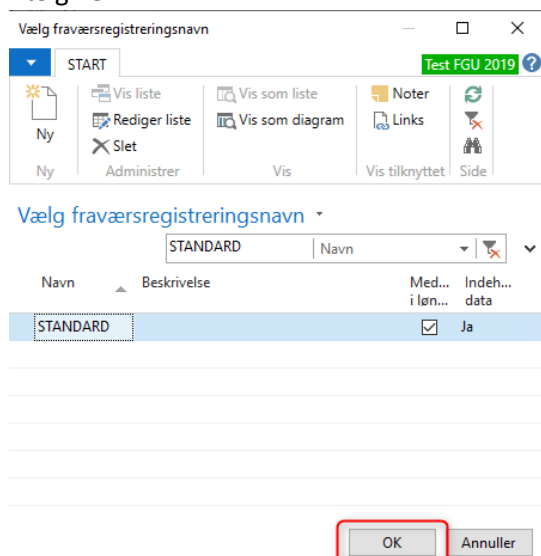 Vælg fraværsregistreringsnavn
START
Test FGU 2019
Ny
Vis liste
Rediger liste
Slet
Vis som liste
Vis som diagram
Noter
Links
Ny
Administrer
Vis
Vis tilknyttet
Side
Vælg fraværsregistreringsnavn
STANDARD Navn
Navn Beskrivelse Med... Indeh...
i løn... data
STANDARD Ja
OK Annuller